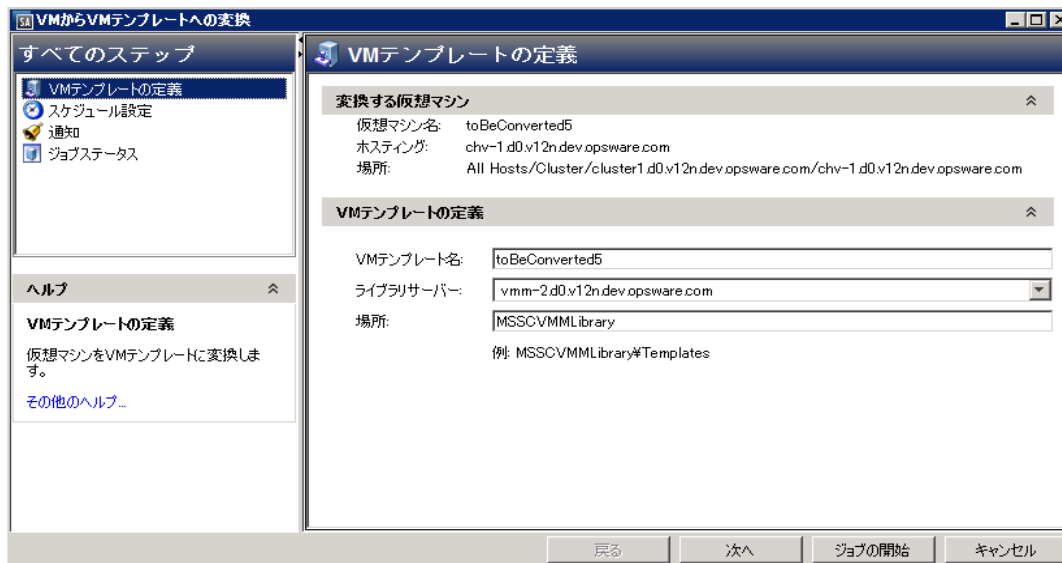 SA VMからVMテンプレートへの変換
すべてのステップ
VMテンプレートの定義
スケジュール設定
通知
ジョブステータス
ヘルプ
VMテンプレートの定義
仮想マシンをVMテンプレートに変換しま
す。
その他のヘルプ...
VMテンプレートの定義
変換する仮想マシン
仮想マシン名: toBeConverted5
ホスティング: chv-1.d0.v12n.dev.opsware.com
場所: All Hosts/Cluster/cluster1.d0.v12n.dev.opsware.com/chv-1.d0.v12n.dev.opsware.com
VMテンプレートの定義
VMテンプレート名: toBeConverted5
ライブラリサーバー: vmm-2.d0.v12n.dev.opsware.com
場所: MSSCVMMLibrary
例: MSSCVMMLibrary¥Templates
戻る 次へ ジョブの開始 キャンセル